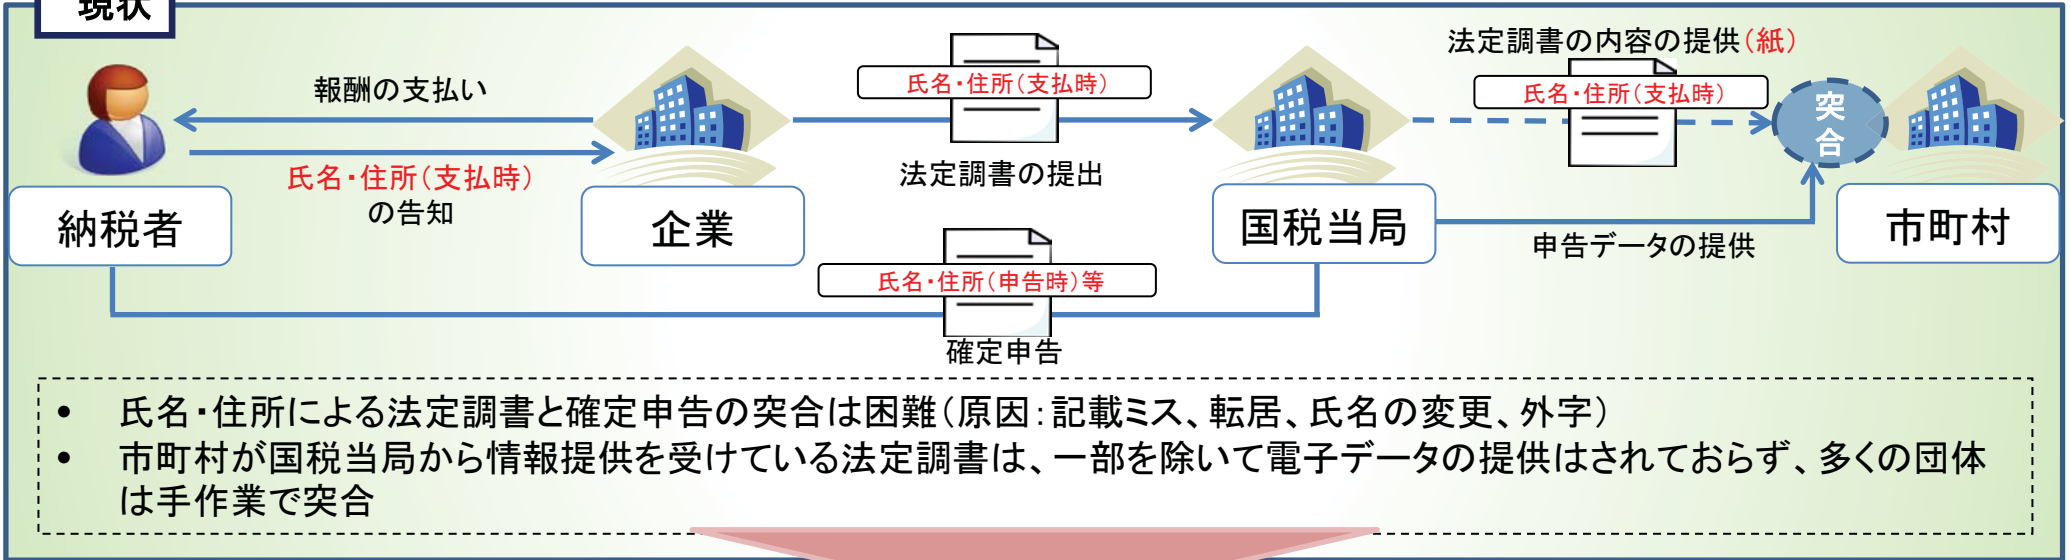 現状
報酬の支払い
氏名・住所(支払時)
の告知
氏名・住所(支払時)
法定調書の提出
法定調書の内容の提供(紙)
氏名・住所(支払時)
突合
納税者
企業
国税当局
市町村
申告データの提供
氏名・住所(申告時)等
確定申告
• 氏名・住所による法定調書と確定申告の突合は困難(原因:記載ミス、転居、氏名の変更、外字)
• 市町村が国税当局から情報提供を受けている法定調書は、一部を除いて電子データの提供はされておらず、多くの団体
は手作業で突合